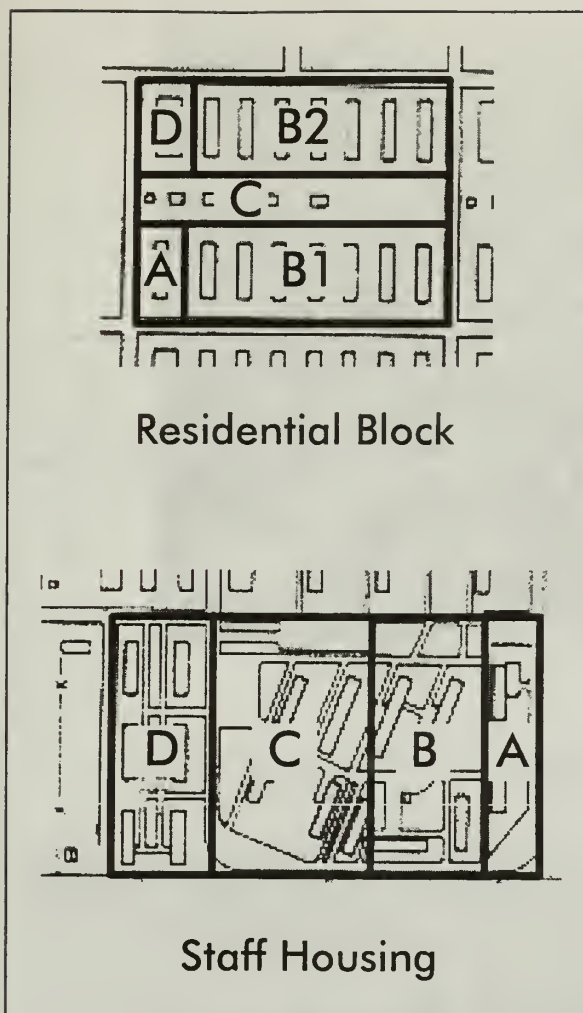 D B2
C
A B1
Residential Block
D C B A
Staff Housing